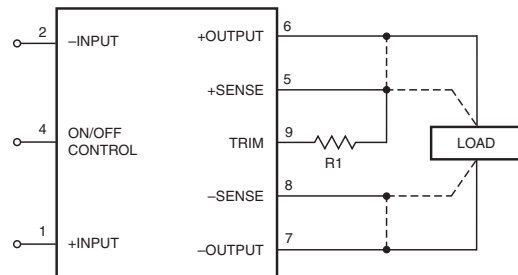 2 –INPUT
+OUTPUT 6
+SENSE 5
4 ON/OFF
CONTROL
TRIM 9
R1
LOAD
–SENSE 8
1 +INPUT
–OUTPUT 7